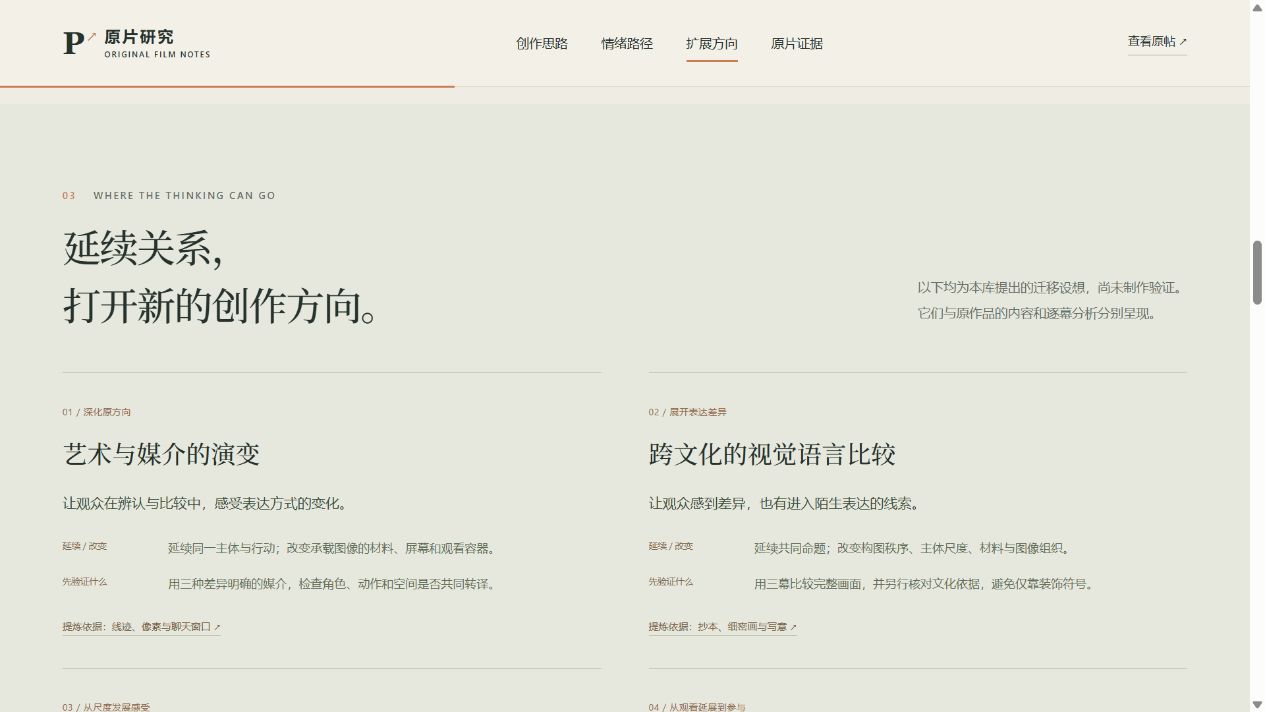 P↗ 原片研究
ORIGINAL FILM NOTES
创作思路
情绪路径
扩展方向
原片证据
查看原帖 ↗
03 WHERE THE THINKING CAN GO
延续关系，
打开新的创作方向。
以下均为本库提出的迁移设想，尚未制作验证。
它们与原作品的内容和逐幕分析分别呈现。
01 / 深化原方向
艺术与媒介的演变
让观众在辨认与比较中，感受表达方式的变化。
延续 / 改变
延续同一主体与行动；改变承载图像的材料、屏幕和观看容器。
先验证什么
用三种差异明确的媒介，检查角色、动作和空间是否共同转译。
提炼依据：线迹、像素与聊天窗口 ↗
02 / 展开表达差异
跨文化的视觉语言比较
让观众感到差异，也有进入陌生表达的线索。
延续 / 改变
延续共同命题；改变构图秩序、主体尺度、材料与图像组织。
先验证什么
用三幕比较完整画面，并另行核对文化依据，避免仅靠装饰符号。
提炼依据：抄本、细密画与写意 ↗
03 / 从尺度发展感受
04 / 从观看延展到参与